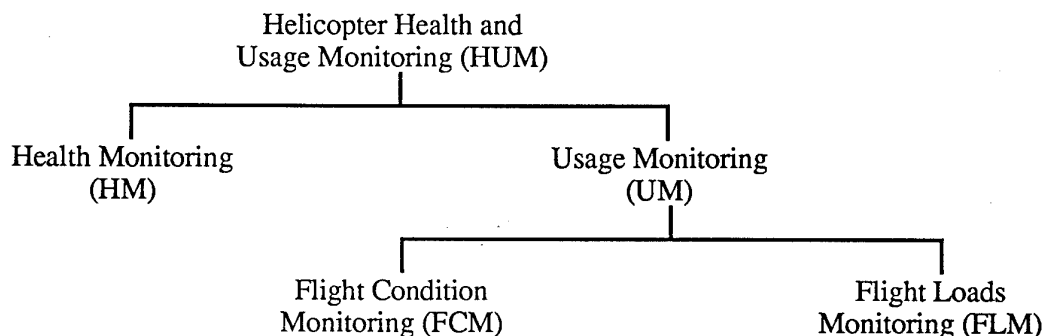 Helicopter Health and
Usage Monitoring (HUM)
Health Monitoring
(HM)
Usage Monitoring
(UM)
Flight Condition
Monitoring (FCM)
Flight Loads
Monitoring (FLM)